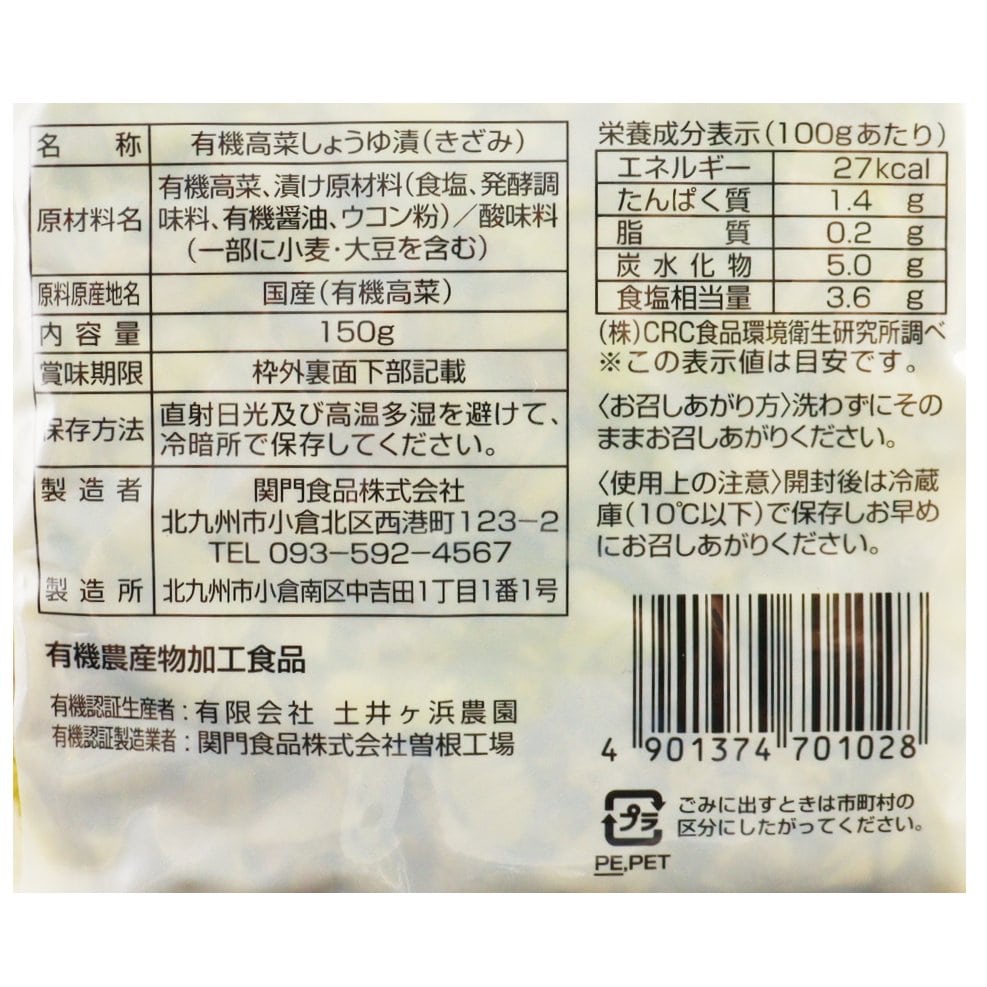 名称 有機高菜しょうゆ漬(きざみ)
原材料名 有機高菜、漬け原材料(食塩、発酵調
味料、有機醤油、ウコン粉)／酸味料
(一部に小麦・大豆を含む)
原料原産地名 国産(有機高菜)
内容量 150g
賞味期限 枠外裏面下部記載
保存方法 直射日光及び高温多湿を避けて、
冷暗所で保存してください。
製造者 関門食品株式会社
北九州市小倉北区西港町123-2
TEL 093-592-4567
製造所 北九州市小倉南区中吉田1丁目1番1号
有機農産物加工食品
有機認証生産者:有限会社 土井ヶ浜農園
有機認証製造業者:関門食品株式会社曽根工場
栄養成分表示(100gあたり)
エネルギー 27kcal
たんぱく質 1.4 g
脂質 0.2 g
炭水化物 5.0 g
食塩相当量 3.6 g
(株)CRC食品環境衛生研究所調べ
※この表示値は目安です。
〈お召しあがり方〉洗わずにその
ままお召しあがりください。
〈使用上の注意〉開封後は冷蔵
庫(10℃以下)で保存しお早め
にお召しあがりください。
4 901374 701028
プラ
ごみに出すときは市町村の
区分にしたがってください。
PE,PET